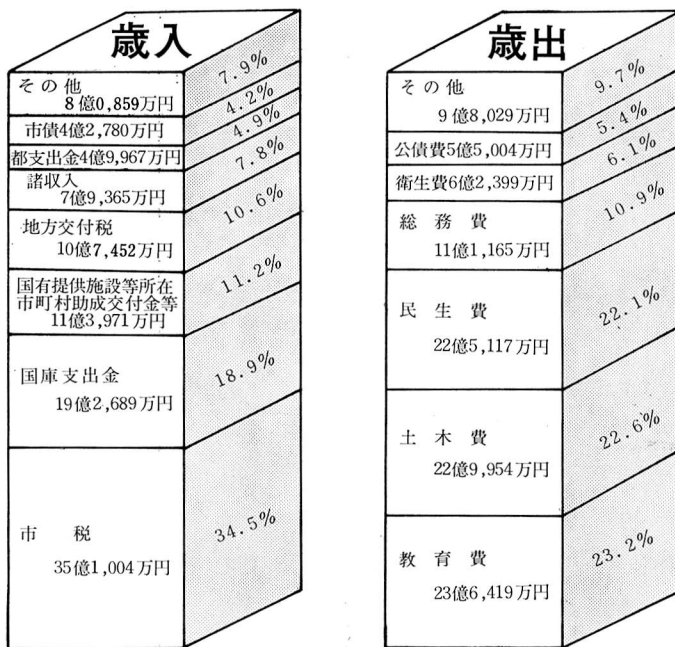 歳入
その他
8億0,859万円
7.9%
市債4億2,780万円
4.2%
都支出金4億9,967万円
4.9%
諸収入
7億9,365万円
7.8%
地方交付税
10億7,452万円
10.6%
国有提供施設等所在
市町村助成交付金等
11億3,971万円
11.2%
国庫支出金
19億2,689万円
18.9%
市税
35億1,004万円
34.5%
歳出
その他
9億8,029万円
9.7%
公債費5億5,004万円
5.4%
衛生費6億2,399万円
6.1%
総務費
11億1,165万円
10.9%
民生費
22億5,117万円
22.1%
土木費
22億9,954万円
22.6%
教育費
23億6,419万円
23.2%